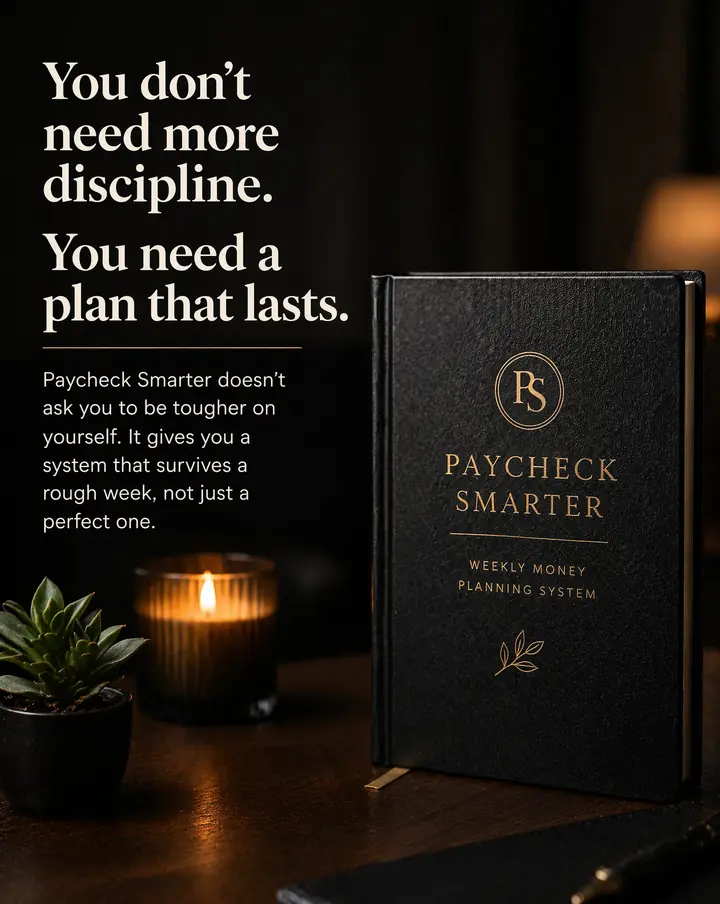 You don't
need more
discipline.
You need a
plan that lasts.
Paycheck Smarter doesn't
ask you to be tougher on
yourself. It gives you a
system that survives a
rough week, not just a
perfect one.
PS
PAYCHECK
SMARTER
WEEKLY MONEY
PLANNING SYSTEM